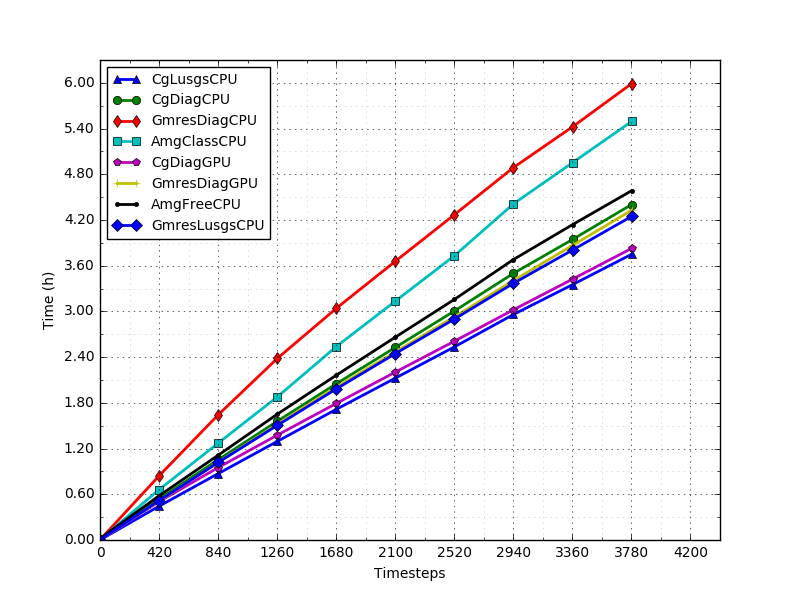 6.00
5.40
4.80
4.20
3.60
3.00
2.40
1.80
1.20
0.60
0.00
Time (h)
CgLusgsCPU
CgDiagCPU
GmresDiagCPU
AmgClassCPU
CgDiagGPU
GmresDiagGPU
AmgFreeCPU
GmresLusgsCPU
0 420 840 1260 1680 2100 2520 2940 3360 3780 4200
Timesteps